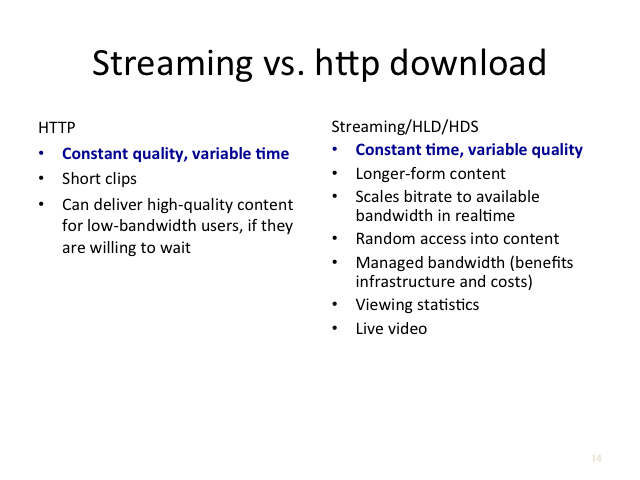 Streaming vs. http download
HTTP
• Constant quality, variable time
• Short clips
• Can deliver high-quality content
for low-bandwidth users, if they
are willing to wait
Streaming/HLD/HDS
• Constant time, variable quality
• Longer-form content
• Scales bitrate to available
bandwidth in realtime
• Random access into content
• Managed bandwidth (benefits
infrastructure and costs)
• Viewing statistics
• Live video
14